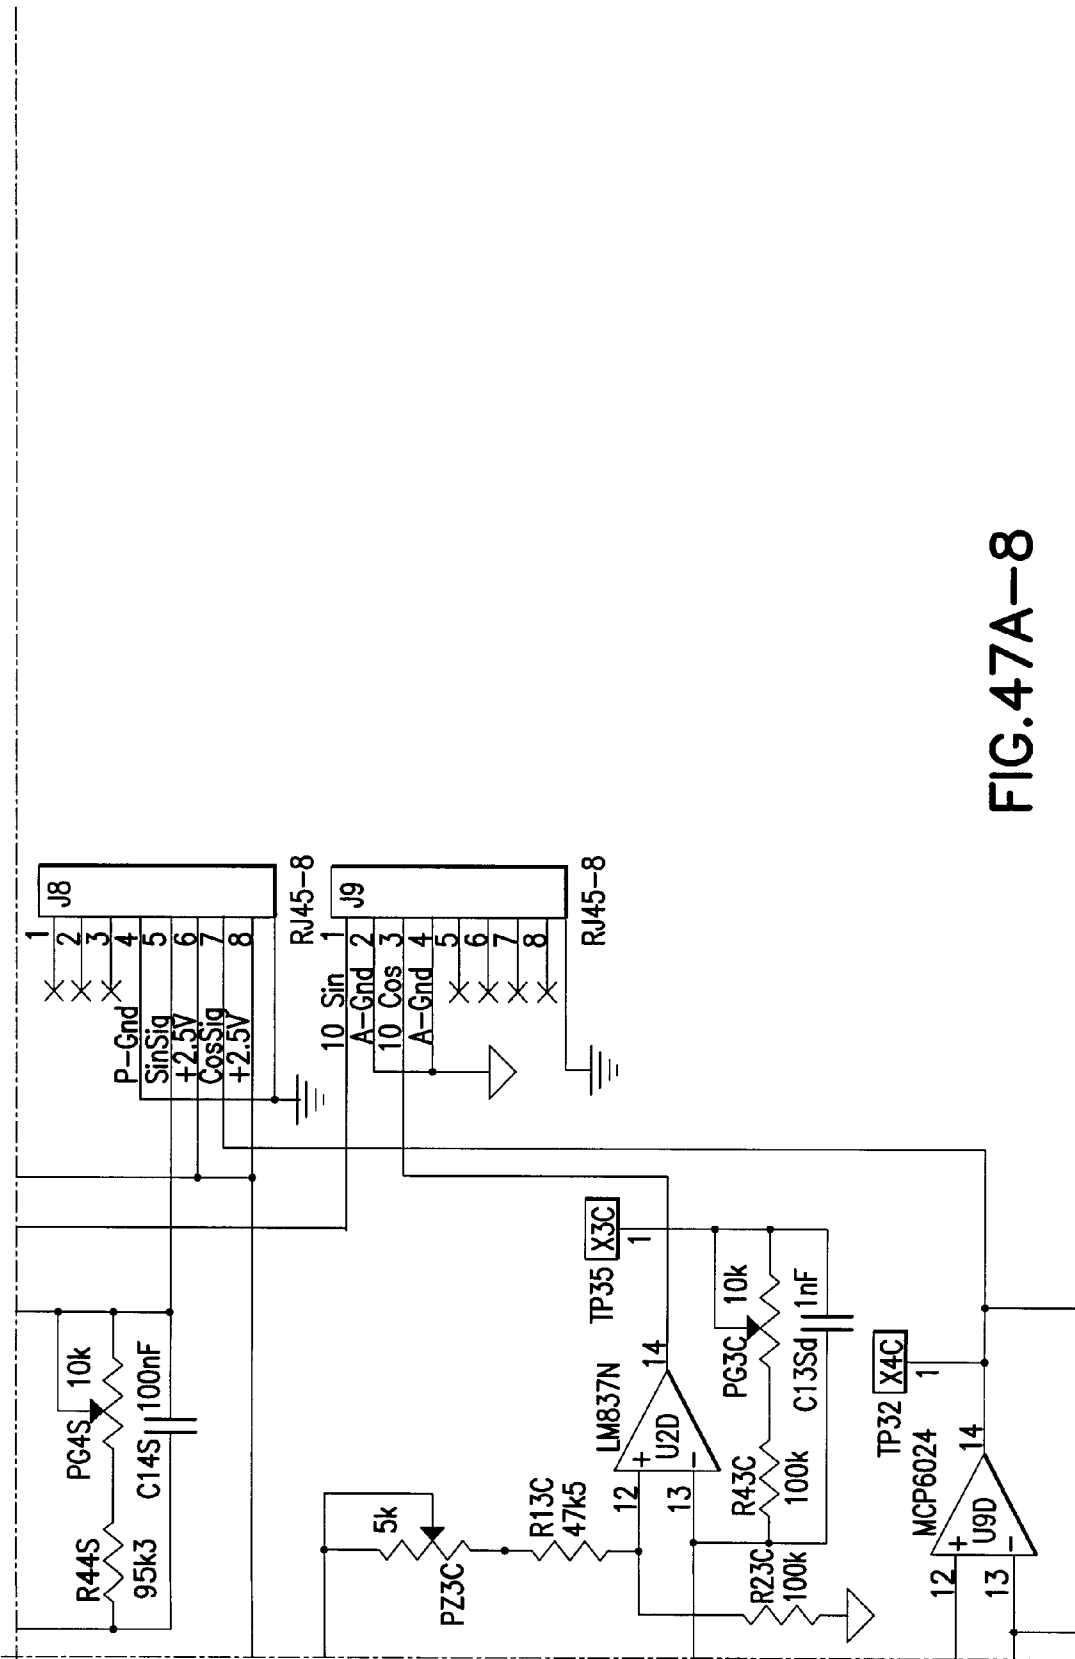 J8
1
2
3
4
5
6
7
8
P-Gnd
SinSig
+2.5V
CosSig
+2.5V
RJ45-8
J9
1
2
3
4
5
6
7
8
10 Sin
A-Gnd
10 Cos
A-Gnd
RJ45-8
PG4S
10k
C14S
100nF
R44S
95k3
5k
PZ3C
R13C
47k5
LM837N
U2D
12
+
13
-
14
TP35
X3C
1
PG3C
10k
C13Sd
1nF
R43C
100k
R23C
100k
TP32
X4C
1
MCP6024
U9D
12
+
13
-
14
FIG.47A-8